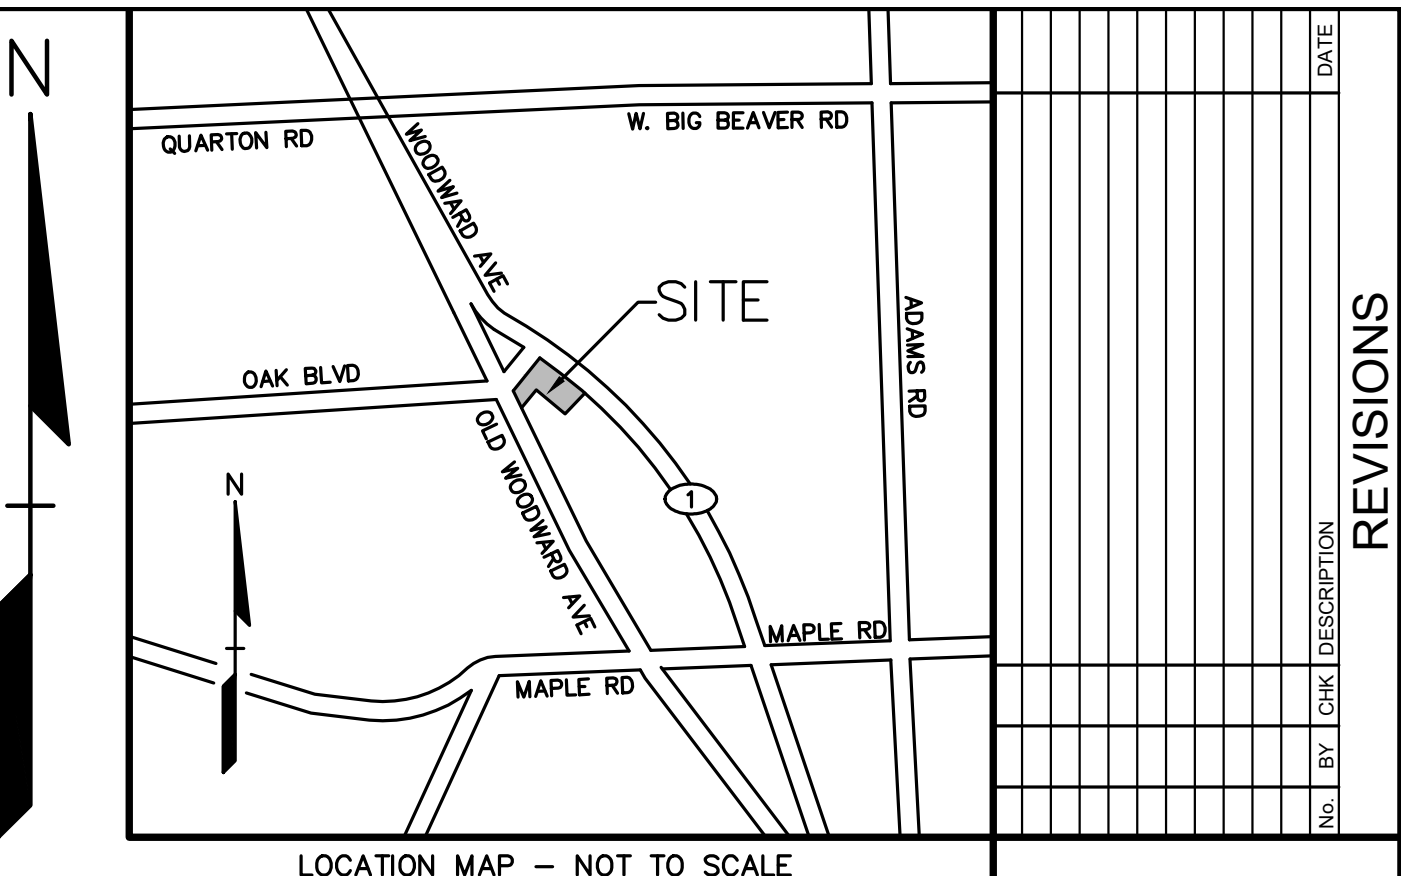 N
QUARTON RD
W. BIG BEAVER RD
WOODWARD AVE
SITE
ADAMS RD
OAK BLVD
OLD WOODWARD AVE
N
1
MAPLE RD
MAPLE RD
LOCATION MAP – NOT TO SCALE
No. BY CHK DESCRIPTION DATE
REVISIONS